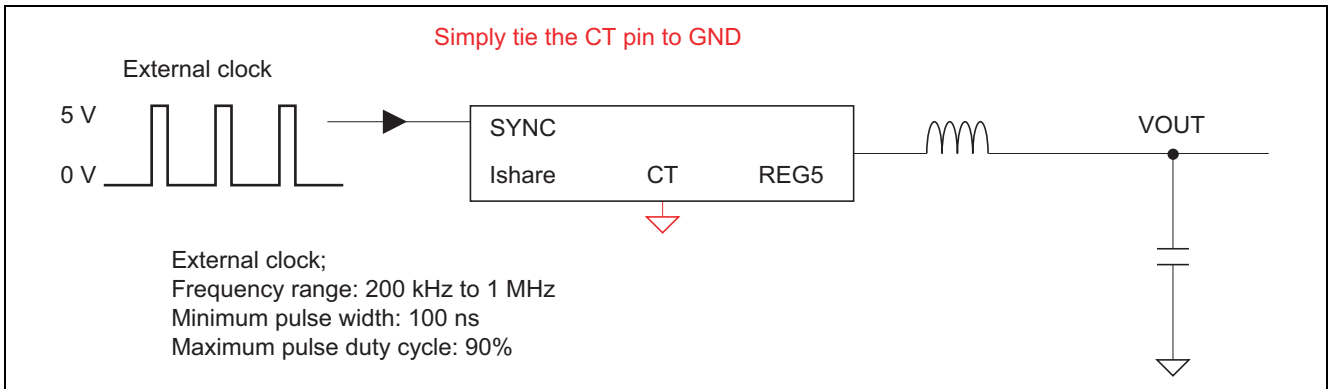 Simply tie the CT pin to GND
External clock
5 V
0 V
SYNC
Ishare CT REG5
VOUT
External clock;
Frequency range: 200 kHz to 1 MHz
Minimum pulse width: 100 ns
Maximum pulse duty cycle: 90%